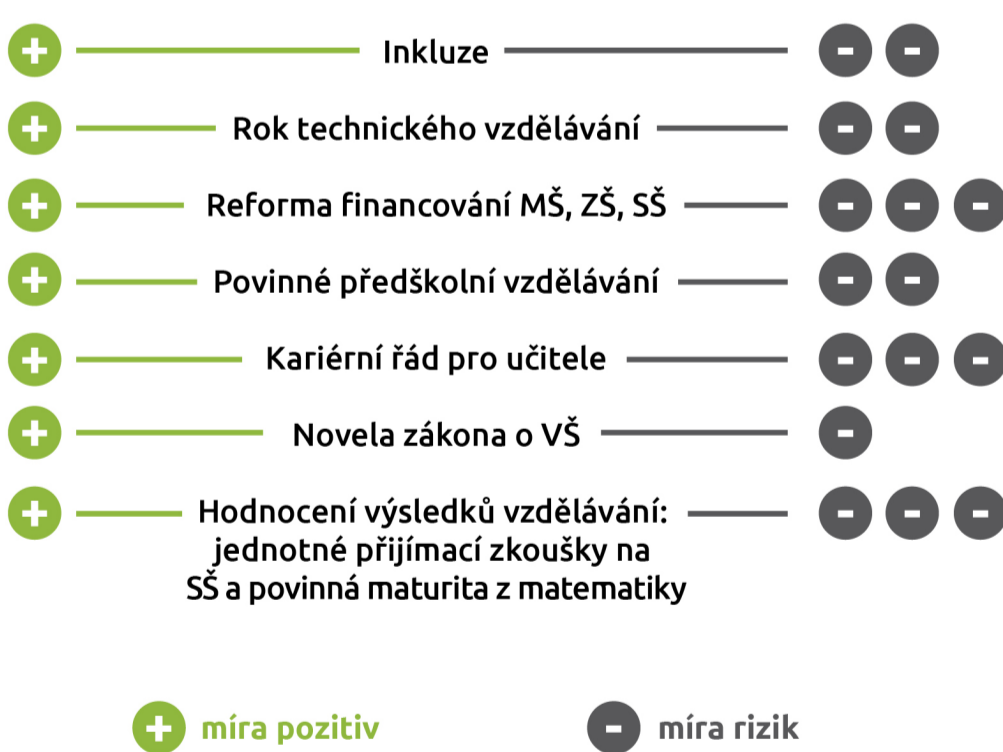 + Inkluze - -
+ Rok technického vzdělávání - -
+ Reforma financování MŠ, ZŠ, SŠ - - -
+ Povinné předškolní vzdělávání - -
+ Kariérní řád pro učitele - - -
+ Novela zákona o VŠ -
+ Hodnocení výsledků vzdělávání: - - -
jednotné přijímací zkoušky na
SŠ a povinná maturita z matematiky
+ míra pozitiv - míra rizik